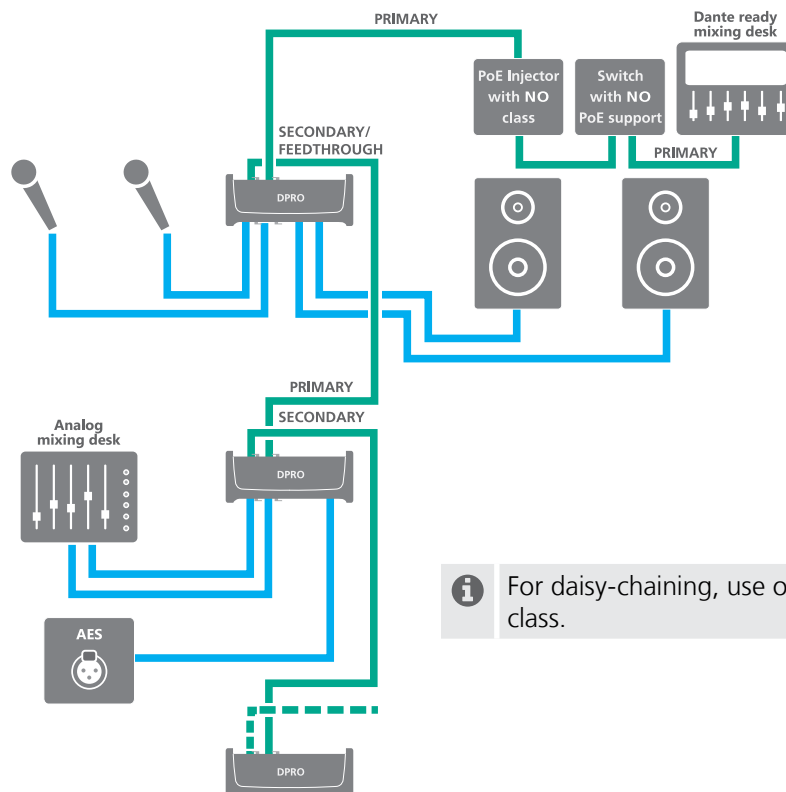 PRIMARY
Dante ready
mixing desk
PoE Injector
with NO
class
Switch
with NO
PoE support
SECONDARY/
FEEDTHROUGH
PRIMARY
DPRO
PRIMARY
SECONDARY
Analog
mixing desk
DPRO
For daisy-chaining, use o
class.
AES
DPRO